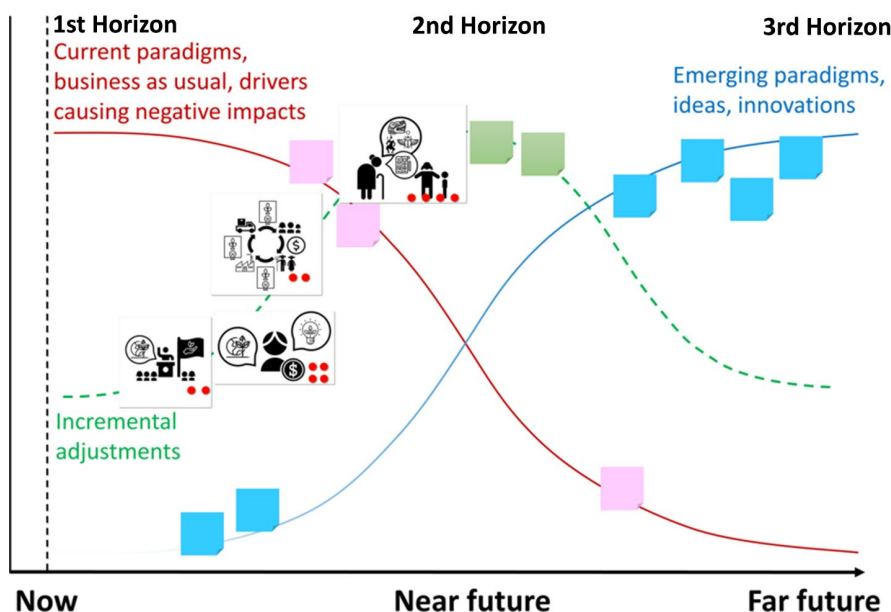 1st Horizon
2nd Horizon
3rd Horizon
Current paradigms,
business as usual, drivers
causing negative impacts
Emerging paradigms,
ideas, innovations
$
$
Incremental
adjustments
Now
Near future
Far future